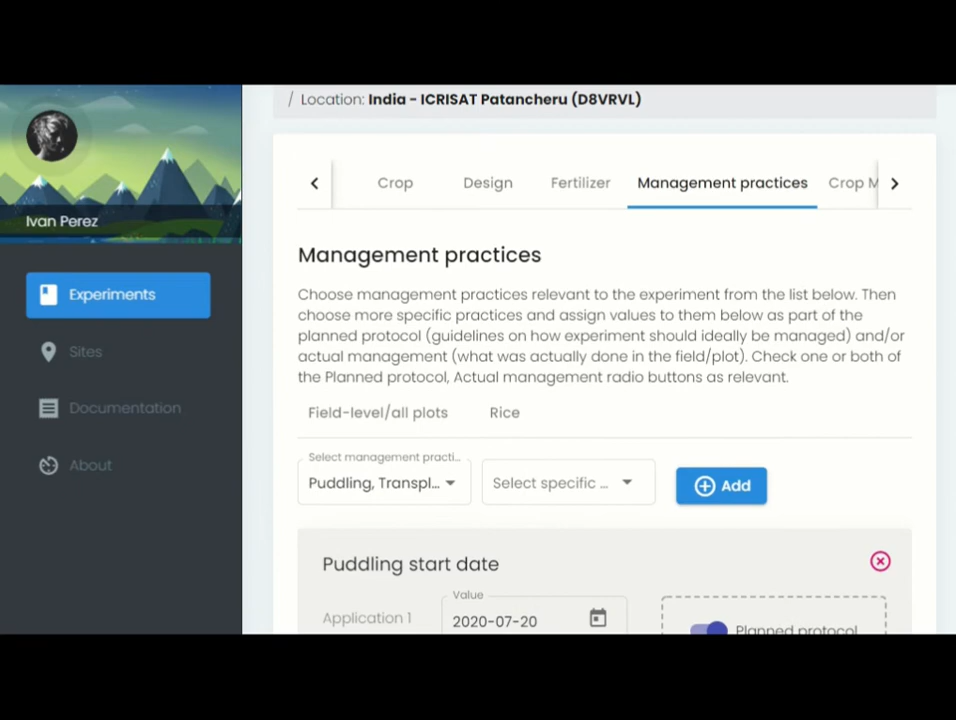 / Location: India - ICRISAT Patancheru (D8VRVL)
Ivan Perez
Experiments
Sites
Documentation
About
Crop Design Fertilizer Management practices Crop M
Management practices
Choose management practices relevant to the experiment from the list below. Then
choose more specific practices and assign values to them below as part of the
planned protocol (guidelines on how experiment should ideally be managed) and/or
actual management (what was actually done in the field/plot). Check one or both of
the Planned protocol, Actual management radio buttons as relevant.
Field-level/all plots Rice
Select management practi...
Puddling, Transpl... Select specific ... Add
Puddling start date
Value
Application 1 2020-07-20 Planned protocol